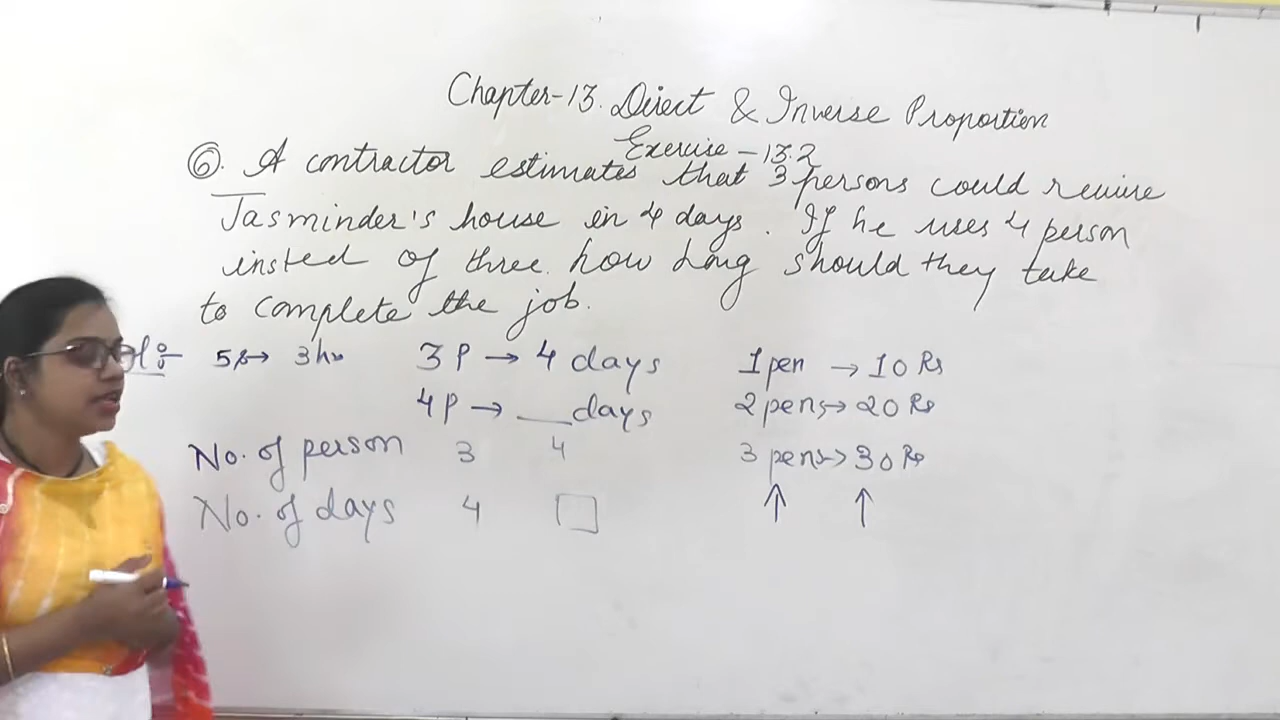 Chapter-13. Direct & Inverse Proportion
Exercise - 13.2
⑥. A contractor estimates that 3 persons could rewire
Jasminder's house in 4 days. If he uses 4 person
insted of three. how long should they take
to complete the job.
3P → 4 days
1 pen → 10 Rs
5p→ 3 hr
4P → __ days
2 pens→ 20 Rs
No. of person 3 4
3 pens→ 30 Rs
No. of days 4 □
↑ ↑